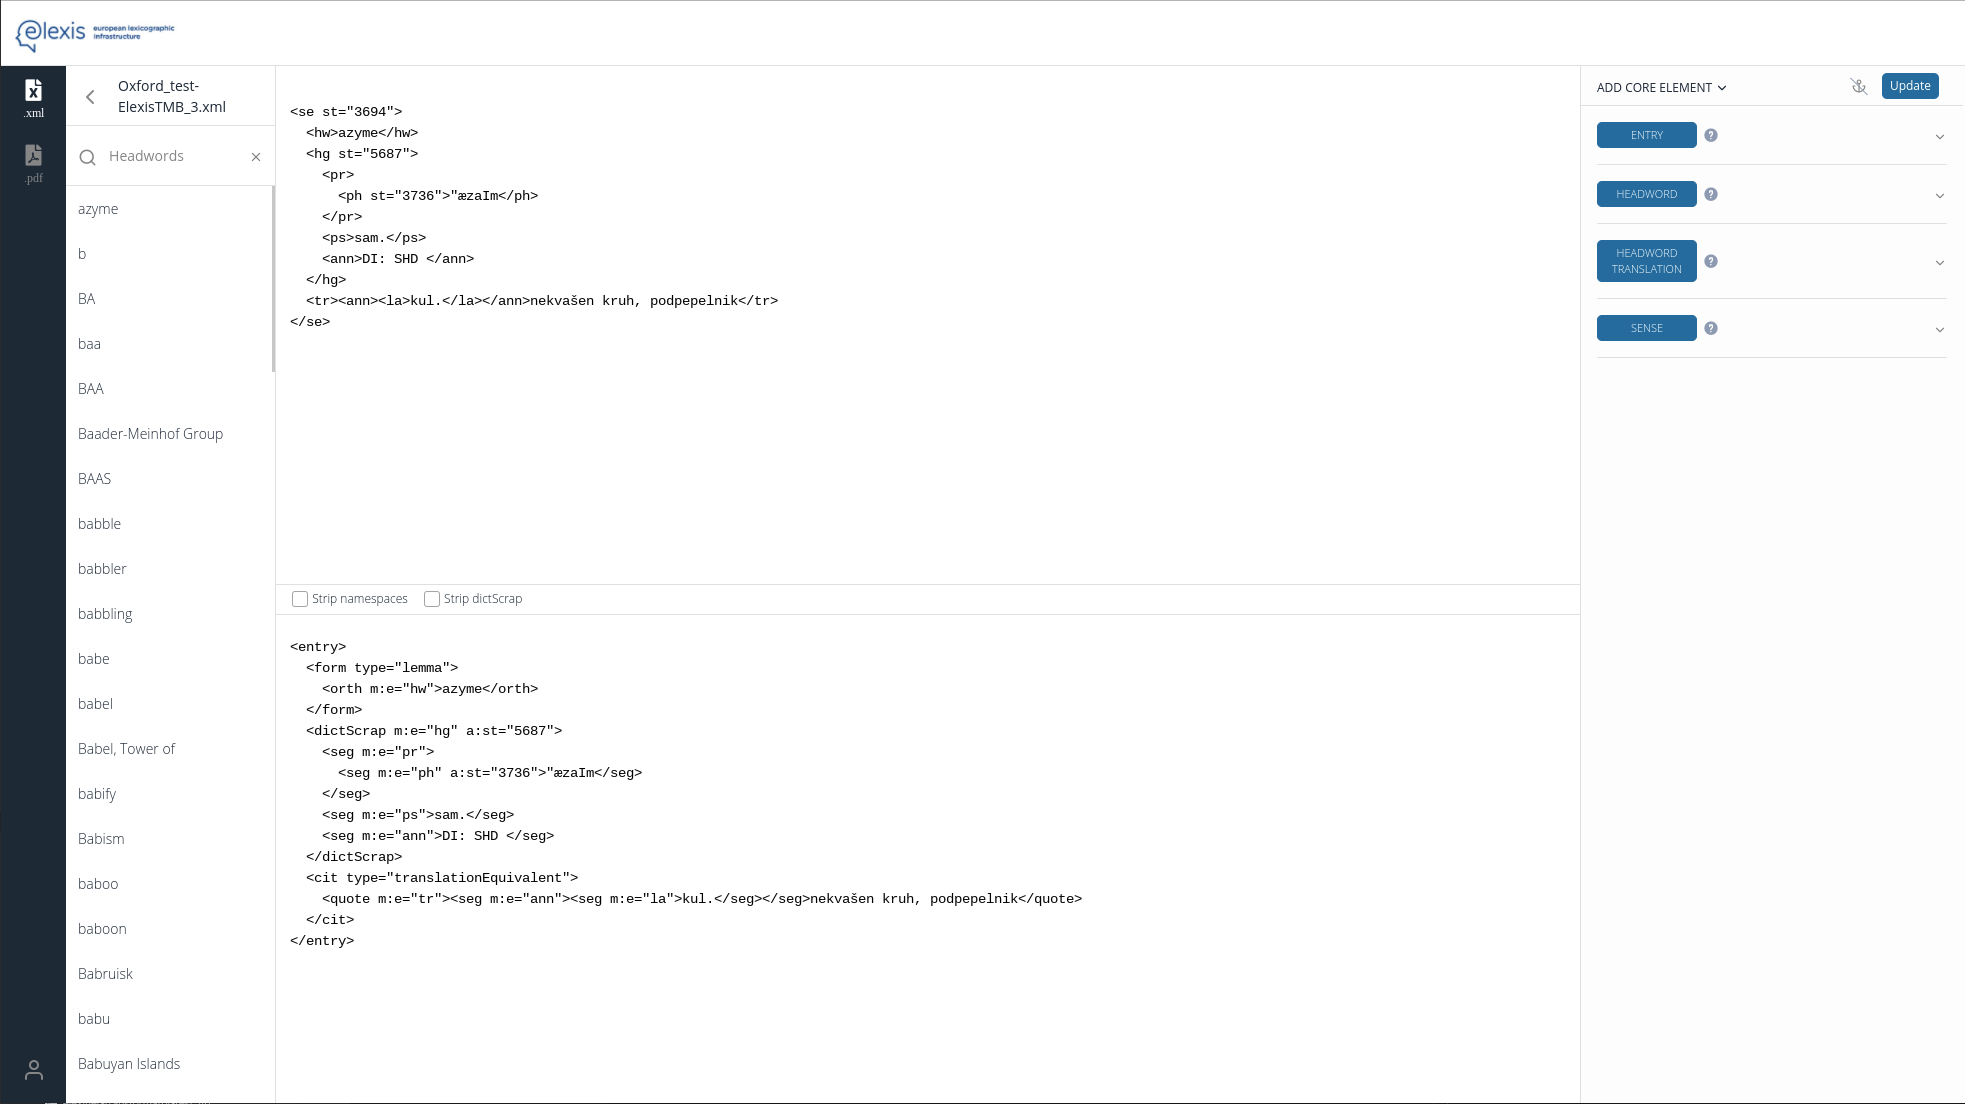 elexis
european lexicographic
infrastructure
.xml
.pdf
Oxford_test-
ElexisTMB_3.xml
Headwords
azyme
b
BA
baa
BAA
Baader-Meinhof Group
BAAS
babble
babbler
babbling
babe
babel
Babel, Tower of
babify
Babism
baboo
baboon
Babruisk
babu
Babuyan Islands
<se st="3694">
  <hw>azyme</hw>
  <hg st="5687">
    <pr>
      <ph st="3736">"æzaIm</ph>
    </pr>
    <ps>sam.</ps>
    <ann>DI: SHD </ann>
  </hg>
  <tr><ann><la>kul.</la></ann>nekvašen kruh, podpepelnik</tr>
</se>
Strip namespaces Strip dictScrap
<entry>
  <form type="lemma">
    <orth m:e="hw">azyme</orth>
  </form>
  <dictScrap m:e="hg" a:st="5687">
    <seg m:e="pr">
      <seg m:e="ph" a:st="3736">"æzaIm</seg>
    </seg>
    <seg m:e="ps">sam.</seg>
    <seg m:e="ann">DI: SHD </seg>
  </dictScrap>
  <cit type="translationEquivalent">
    <quote m:e="tr"><seg m:e="ann"><seg m:e="la">kul.</seg></seg>nekvašen kruh, podpepelnik</quote>
  </cit>
</entry>
ADD CORE ELEMENT
Update
ENTRY ?
HEADWORD ?
HEADWORD
TRANSLATION ?
SENSE ?